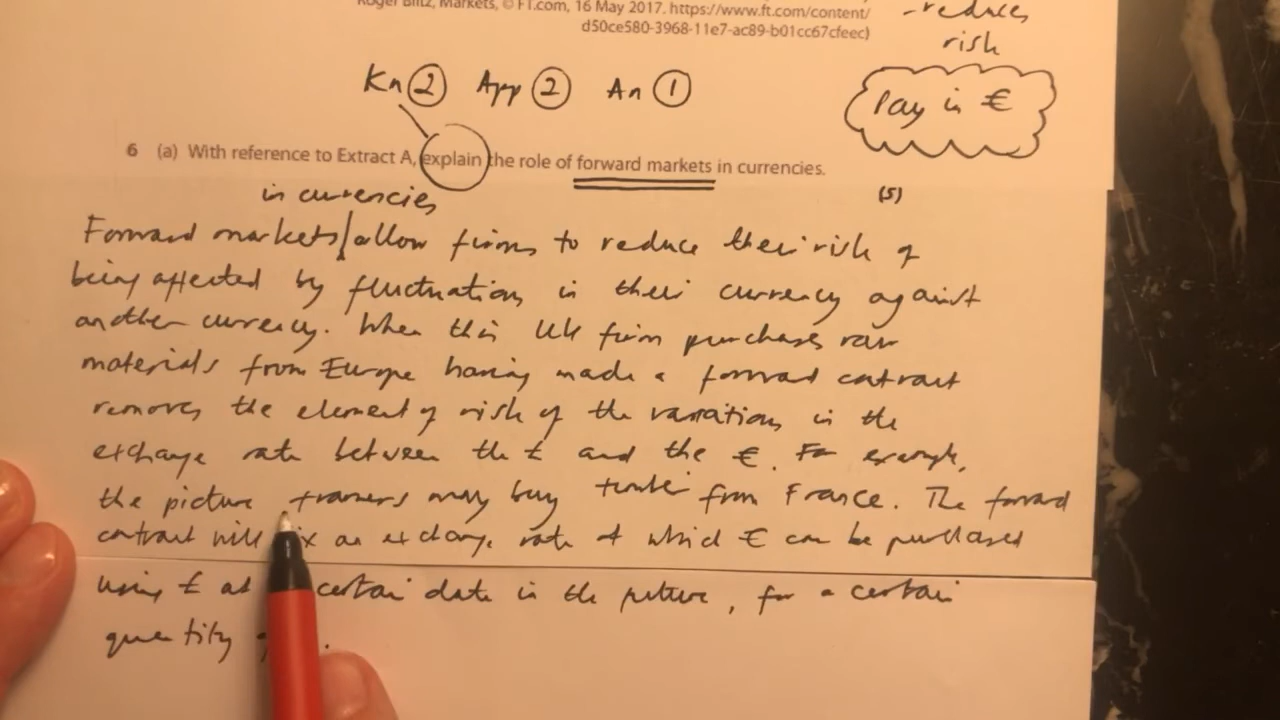 Roger Blitz, Markets, © FT.com, 16 May 2017. https://www.ft.com/content/
d50ce580-3968-11e7-ac89-b01cc67cfeec)
- reduces
risk
Kn 2 App 2 An 1
Pay in €
6 (a) With reference to Extract A, explain the role of forward markets in currencies.
(5)
in currencies
Forward markets/allow firms to reduce their risk of
being affected by fluctuations in their currency against
another currency. When this UK firm purchases raw
materials from Europe having made a forward contract
removes the element of risk of the variations in the
exchange rate between the £ and the €. For example,
the picture framers may buy timber from France. The forward
contract will fix an exchange rate at which € can be purchased
using £ at certain date in the future, for a certain
quantity